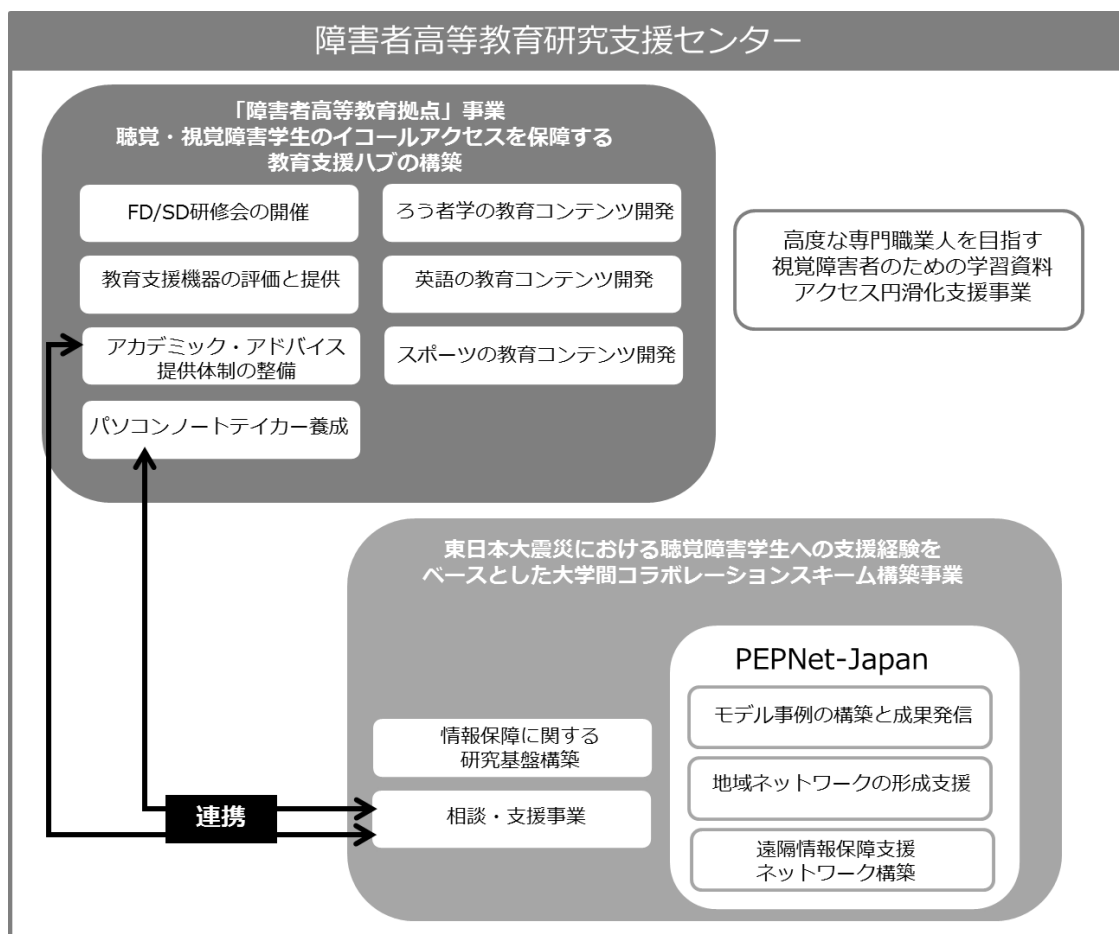 障害者高等教育研究支援センター
「障害者高等教育拠点」事業
聴覚・視覚障害学生のイコールアクセスを保障する
教育支援ハブの構築
FD/SD研修会の開催
ろう者学の教育コンテンツ開発
教育支援機器の評価と提供
英語の教育コンテンツ開発
アカデミック・アドバイス
提供体制の整備
スポーツの教育コンテンツ開発
パソコンノートテイカー養成
高度な専門職業人を目指す
視覚障害者のための学習資料
アクセス円滑化支援事業
東日本大震災における聴覚障害学生への支援経験を
ベースとした大学間コラボレーションスキーム構築事業
PEPNet-Japan
モデル事例の構築と成果発信
地域ネットワークの形成支援
遠隔情報保障支援
ネットワーク構築
情報保障に関する
研究基盤構築
相談・支援事業
連携